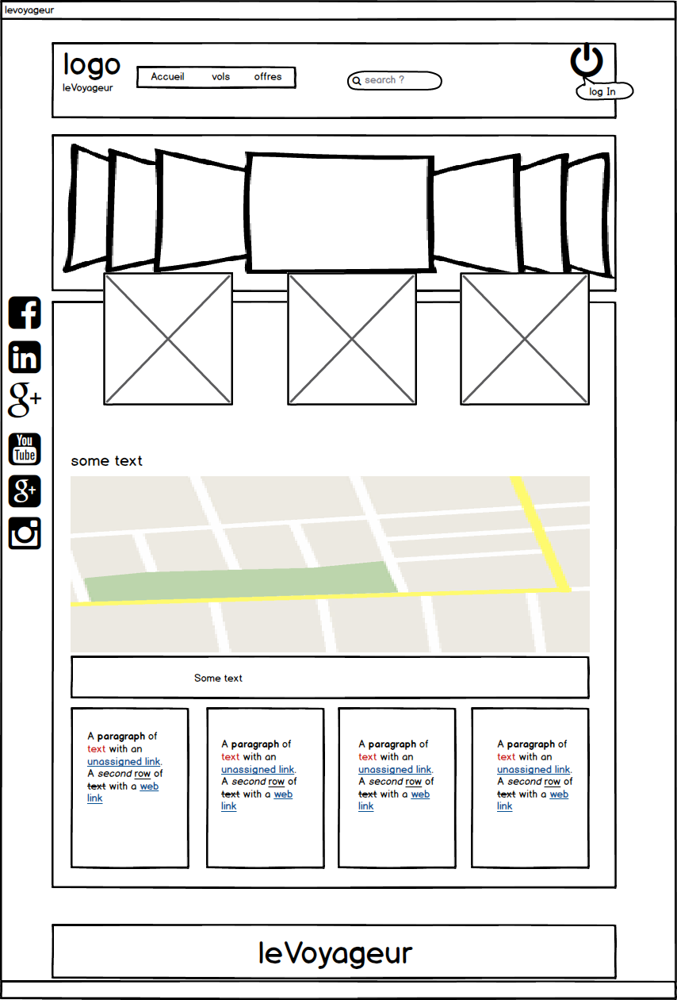 levoyageur
logo
leVoyageur
Accueil vols offres
search ?
log In
f
in
g+
You
Tube
g+
some text
Some text
A paragraph of
text with an
unassigned link.
A second row of
text with a web
link
A paragraph of
text with an
unassigned link.
A second row of
text with a web
link
A paragraph of
text with an
unassigned link.
A second row of
text with a web
link
A paragraph of
text with an
unassigned link.
A second row of
text with a web
link
leVoyageur